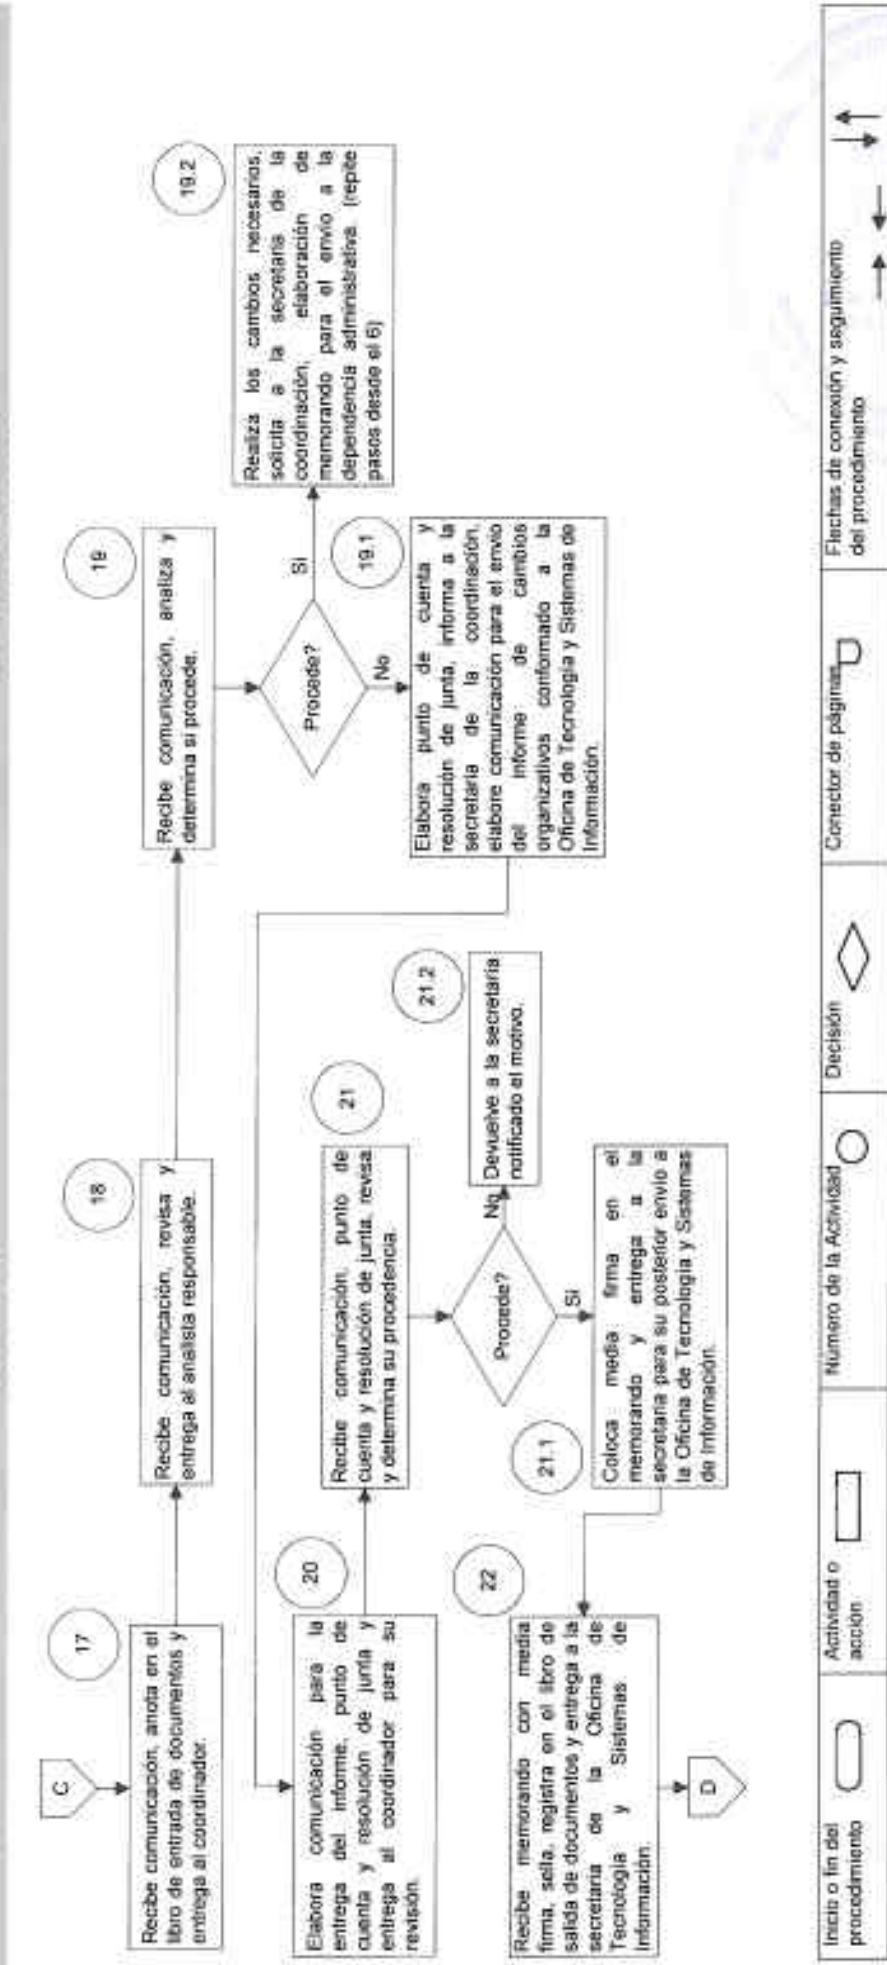 C
17
Recibe comunicación, anota en el
libro de entrada de documentos y
entrega al coordinador.
18
Recibe comunicación, revisa y
entrega al analista responsable.
19
Recibe comunicación, analiza y
determina si procede.
Procede?
Si
No
19.2
Realiza los cambios necesarios,
solicita a la secretaria de la
coordinación, elaboración de
memorando para el envío a la
dependencia administrativa. (repite
pasos desde el 6)
19.1
Elabora punto de cuenta y
resolución de junta, informa a la
secretaria de la coordinación,
elabore comunicación para el envío
del informe de cambios
organizativos conformado a la
Oficina de Tecnología y Sistemas de
Información.
20
Elabora comunicación para la
entrega del informe, punto de
cuenta y resolución de junta y
entrega al coordinador para su
revisión.
21
Recibe comunicación, punto de
cuenta y resolución de junta, revisa
y determina su procedencia.
Procede?
No
Si
21.2
Devuelve a la secretaría
notificado el motivo.
21.1
Coloca media firma en el
memorando y entrega a la
secretaria para su posterior envío a
la Oficina de Tecnología y Sistemas
de Información.
22
Recibe memorando con media
firma, sella, registra en el libro de
salida de documentos y entrega a la
secretaria de la Oficina de
Tecnología y Sistemas de
Información.
D
Inicio o fin del
procedimiento
Actividad o
acción
Número de la Actividad
Decisión
Conector de páginas
Flechas de conexión y seguimiento
del procedimiento